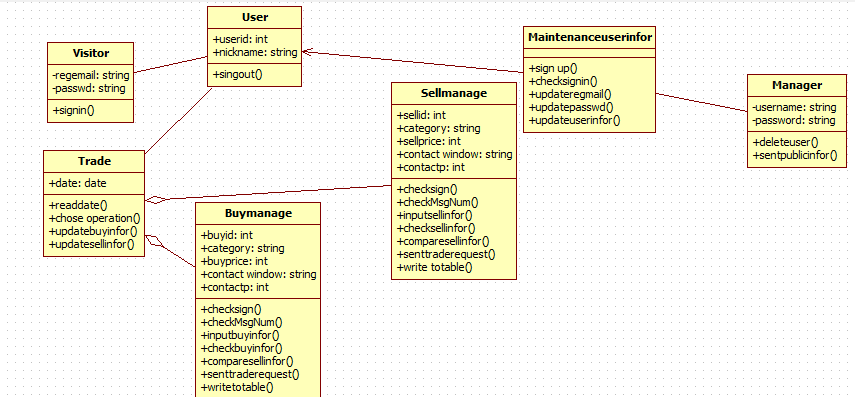 User
+userid: int
+nickname: string
+singout()
Visitor
-regemail: string
-passwd: string
+signin()
Maintenanceuserinfor
+sign up()
+checksignin()
+updateregmail()
+updatepasswd()
+updateuserinfor()
Manager
-username: string
-password: string
+deleteuser()
+sentpublicinfor()
Sellmanage
+sellid: int
+category: string
+sellprice: int
+contact window: string
+contactp: int
+checksign()
+checkMsgNum()
+inputsellinfor()
+checksellinfor()
+comparesellinfor()
+senttraderequest()
+write totable()
Trade
+date: date
+readdate()
+chose operation()
+updatebuyinfor()
+updatesellinfor()
Buymanage
+buyid: int
+category: string
+buyprice: int
+contact window: string
+contactp: int
+checksign()
+checkMsgNum()
+inputbuyinfor()
+checkbuyinfor()
+comparesellinfor()
+senttraderequest()
+writetotable()